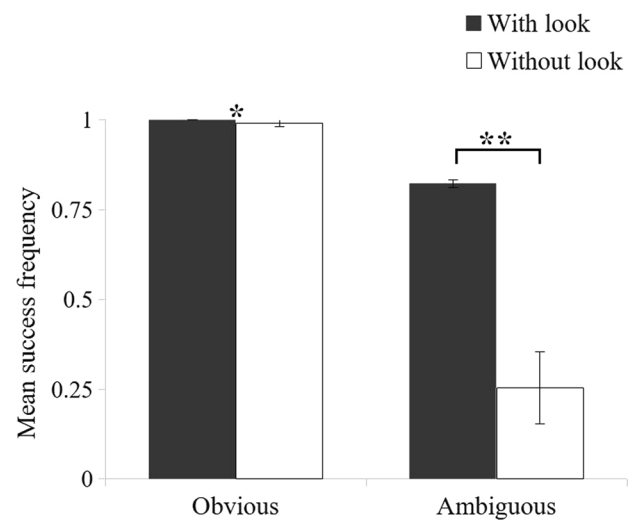 With look
Without look
Mean success frequency
1
0.75
0.5
0.25
0
*
**
Obvious
Ambiguous